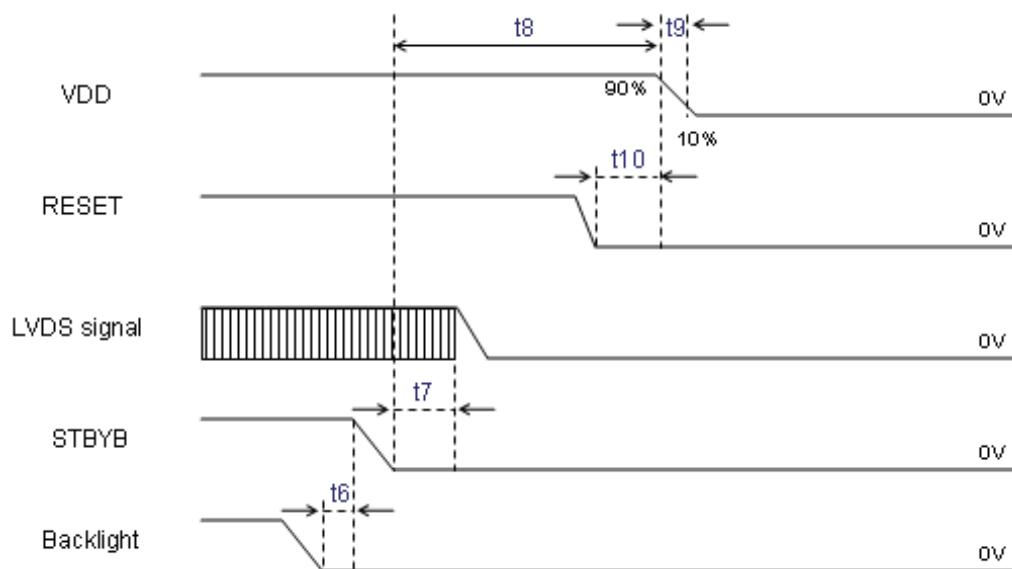 t8
t9
VDD
90%
0V
10%
t10
RESET
0V
LVDS signal
0V
t7
STBYB
0V
t6
Backlight
0V